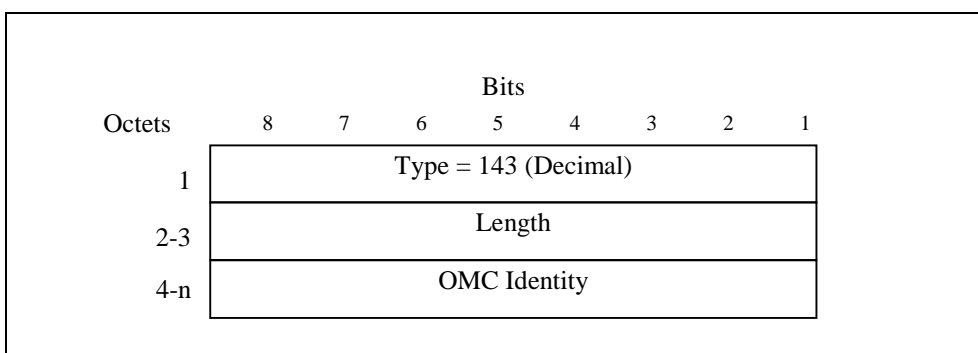 Bits
Octets 8 7 6 5 4 3 2 1
1 Type = 143 (Decimal)
2-3 Length
4-n OMC Identity